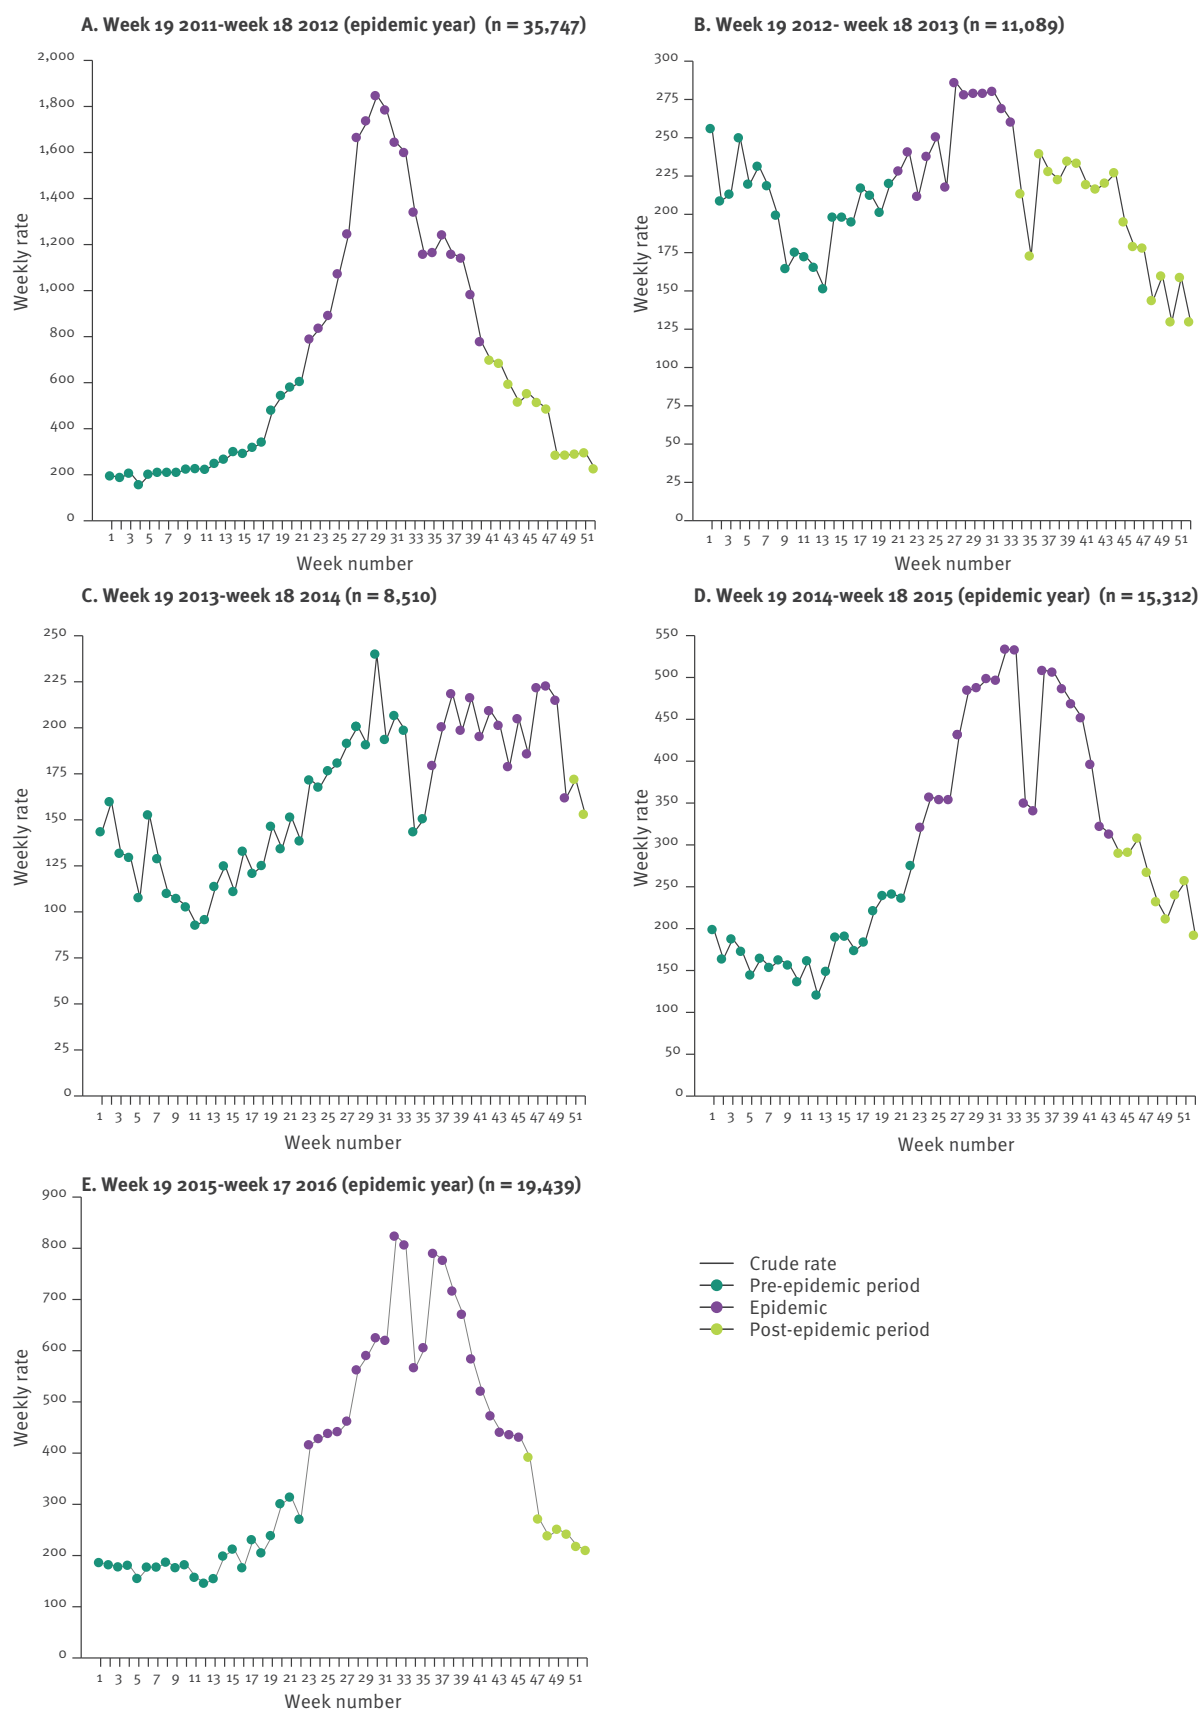 A. Week 19 2011-week 18 2012 (epidemic year) (n = 35,747)
2,000
1,800
1,600
1,400
1,200
1,000
800
600
400
200
0
Weekly rate
1 3 5 7 9 11 13 15 17 19 21 23 25 27 29 31 33 35 37 39 41 43 45 47 49 51
Week number
B. Week 19 2012- week 18 2013 (n = 11,089)
300
275
250
225
200
175
150
125
100
75
50
25
0
Weekly rate
1 3 5 7 9 11 13 15 17 19 21 23 25 27 29 31 33 35 37 39 41 43 45 47 49 51
Week number
C. Week 19 2013-week 18 2014 (n = 8,510)
250
225
200
175
150
125
100
75
50
25
0
Weekly rate
1 3 5 7 9 11 13 15 17 19 21 23 25 27 29 31 33 35 37 39 41 43 45 47 49 51
Week number
D. Week 19 2014-week 18 2015 (epidemic year) (n = 15,312)
550
500
450
400
350
300
250
200
150
100
50
0
Weekly rate
1 3 5 7 9 11 13 15 17 19 21 23 25 27 29 31 33 35 37 39 41 43 45 47 49 51
Week number
E. Week 19 2015-week 17 2016 (epidemic year) (n = 19,439)
900
800
700
600
500
400
300
200
100
0
Weekly rate
1 3 5 7 9 11 13 15 17 19 21 23 25 27 29 31 33 35 37 39 41 43 45 47 49 51
Week number
Crude rate
Pre-epidemic period
Epidemic
Post-epidemic period